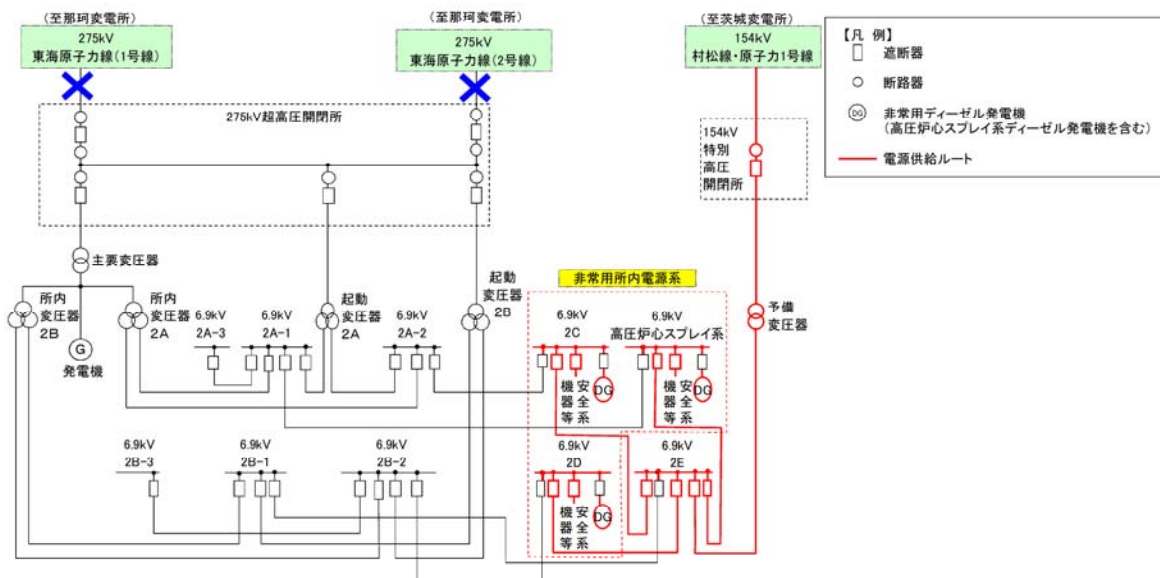 (至那珂変電所)
275kV
東海原子力線(1号線)
(至那珂変電所)
275kV
東海原子力線(2号線)
(至茨城変電所)
154kV
村松線・原子力1号線
【凡 例】
遮断器
断路器
DG
非常用ディーゼル発電機
(高圧炉心スプレイ系ディーゼル発電機を含む)
電源供給ルート
275kV超高圧開閉所
154kV
特別
高圧
開閉所
主要変圧器
所内
変圧器
2B
G
発電機
所内
変圧器
2A
6.9kV
2A-3
6.9kV
2A-1
起動
変圧器
2A
6.9kV
2A-2
起動
変圧器
2B
非常用所内電源系
6.9kV
2C
安全系
機器等
DG
6.9kV
高圧炉心スプレイ系
安全系
機器等
DG
予備
変圧器
6.9kV
2B-3
6.9kV
2B-1
6.9kV
2B-2
6.9kV
2D
安全系
機器等
DG
6.9kV
2E